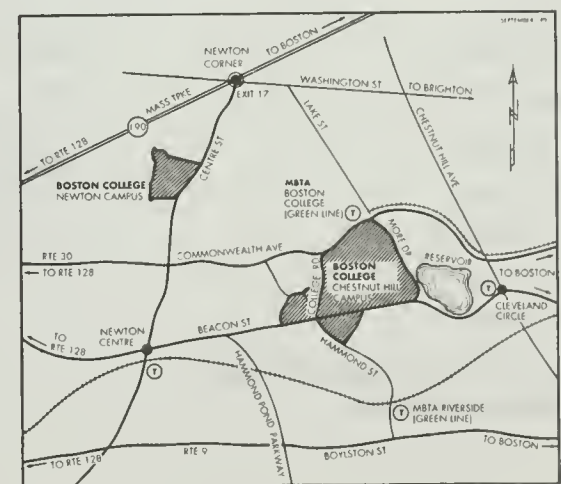 SEPTEMBER
TO BOSTON
NEWTON
CORNER
MASS TPKE
EXIT 17
WASHINGTON ST
TO BRIGHTON
I-90
LAKE ST
CHESTNUT HILL AVE
TO RTE 128
CENTRE ST
BOSTON COLLEGE
NEWTON CAMPUS
MBTA
BOSTON
COLLEGE
(GREEN LINE)
T
MORE DR
COMMONWEALTH AVE
RTE 30
TO RTE 128
COLLEGE RD
BOSTON
COLLEGE
CHESTNUT HILL
CAMPUS
RESERVOIR
TO BOSTON
T
CLEVELAND
CIRCLE
TO
RTE 128
NEWTON
CENTRE
BEACON ST
T
HAMMOND POND
PARKWAY
HAMMOND ST
T
MBTA RIVERSIDE
(GREEN LINE)
RTE 9
BOYLSTON ST
TO BOSTON
TO RTE 128